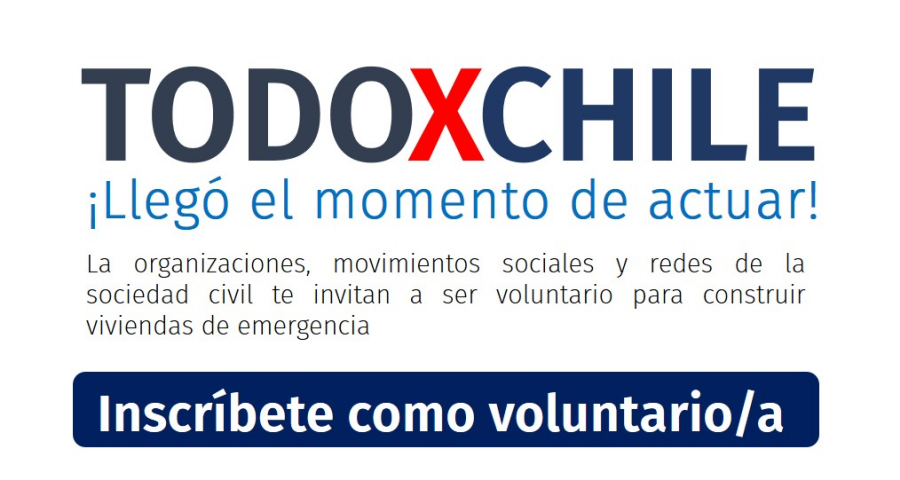 TODOXCHILE
¡Llegó el momento de actuar!
La organizaciones, movimientos sociales y redes de la
sociedad civil te invitan a ser voluntario para construir
viviendas de emergencia
Inscríbete como voluntario/a